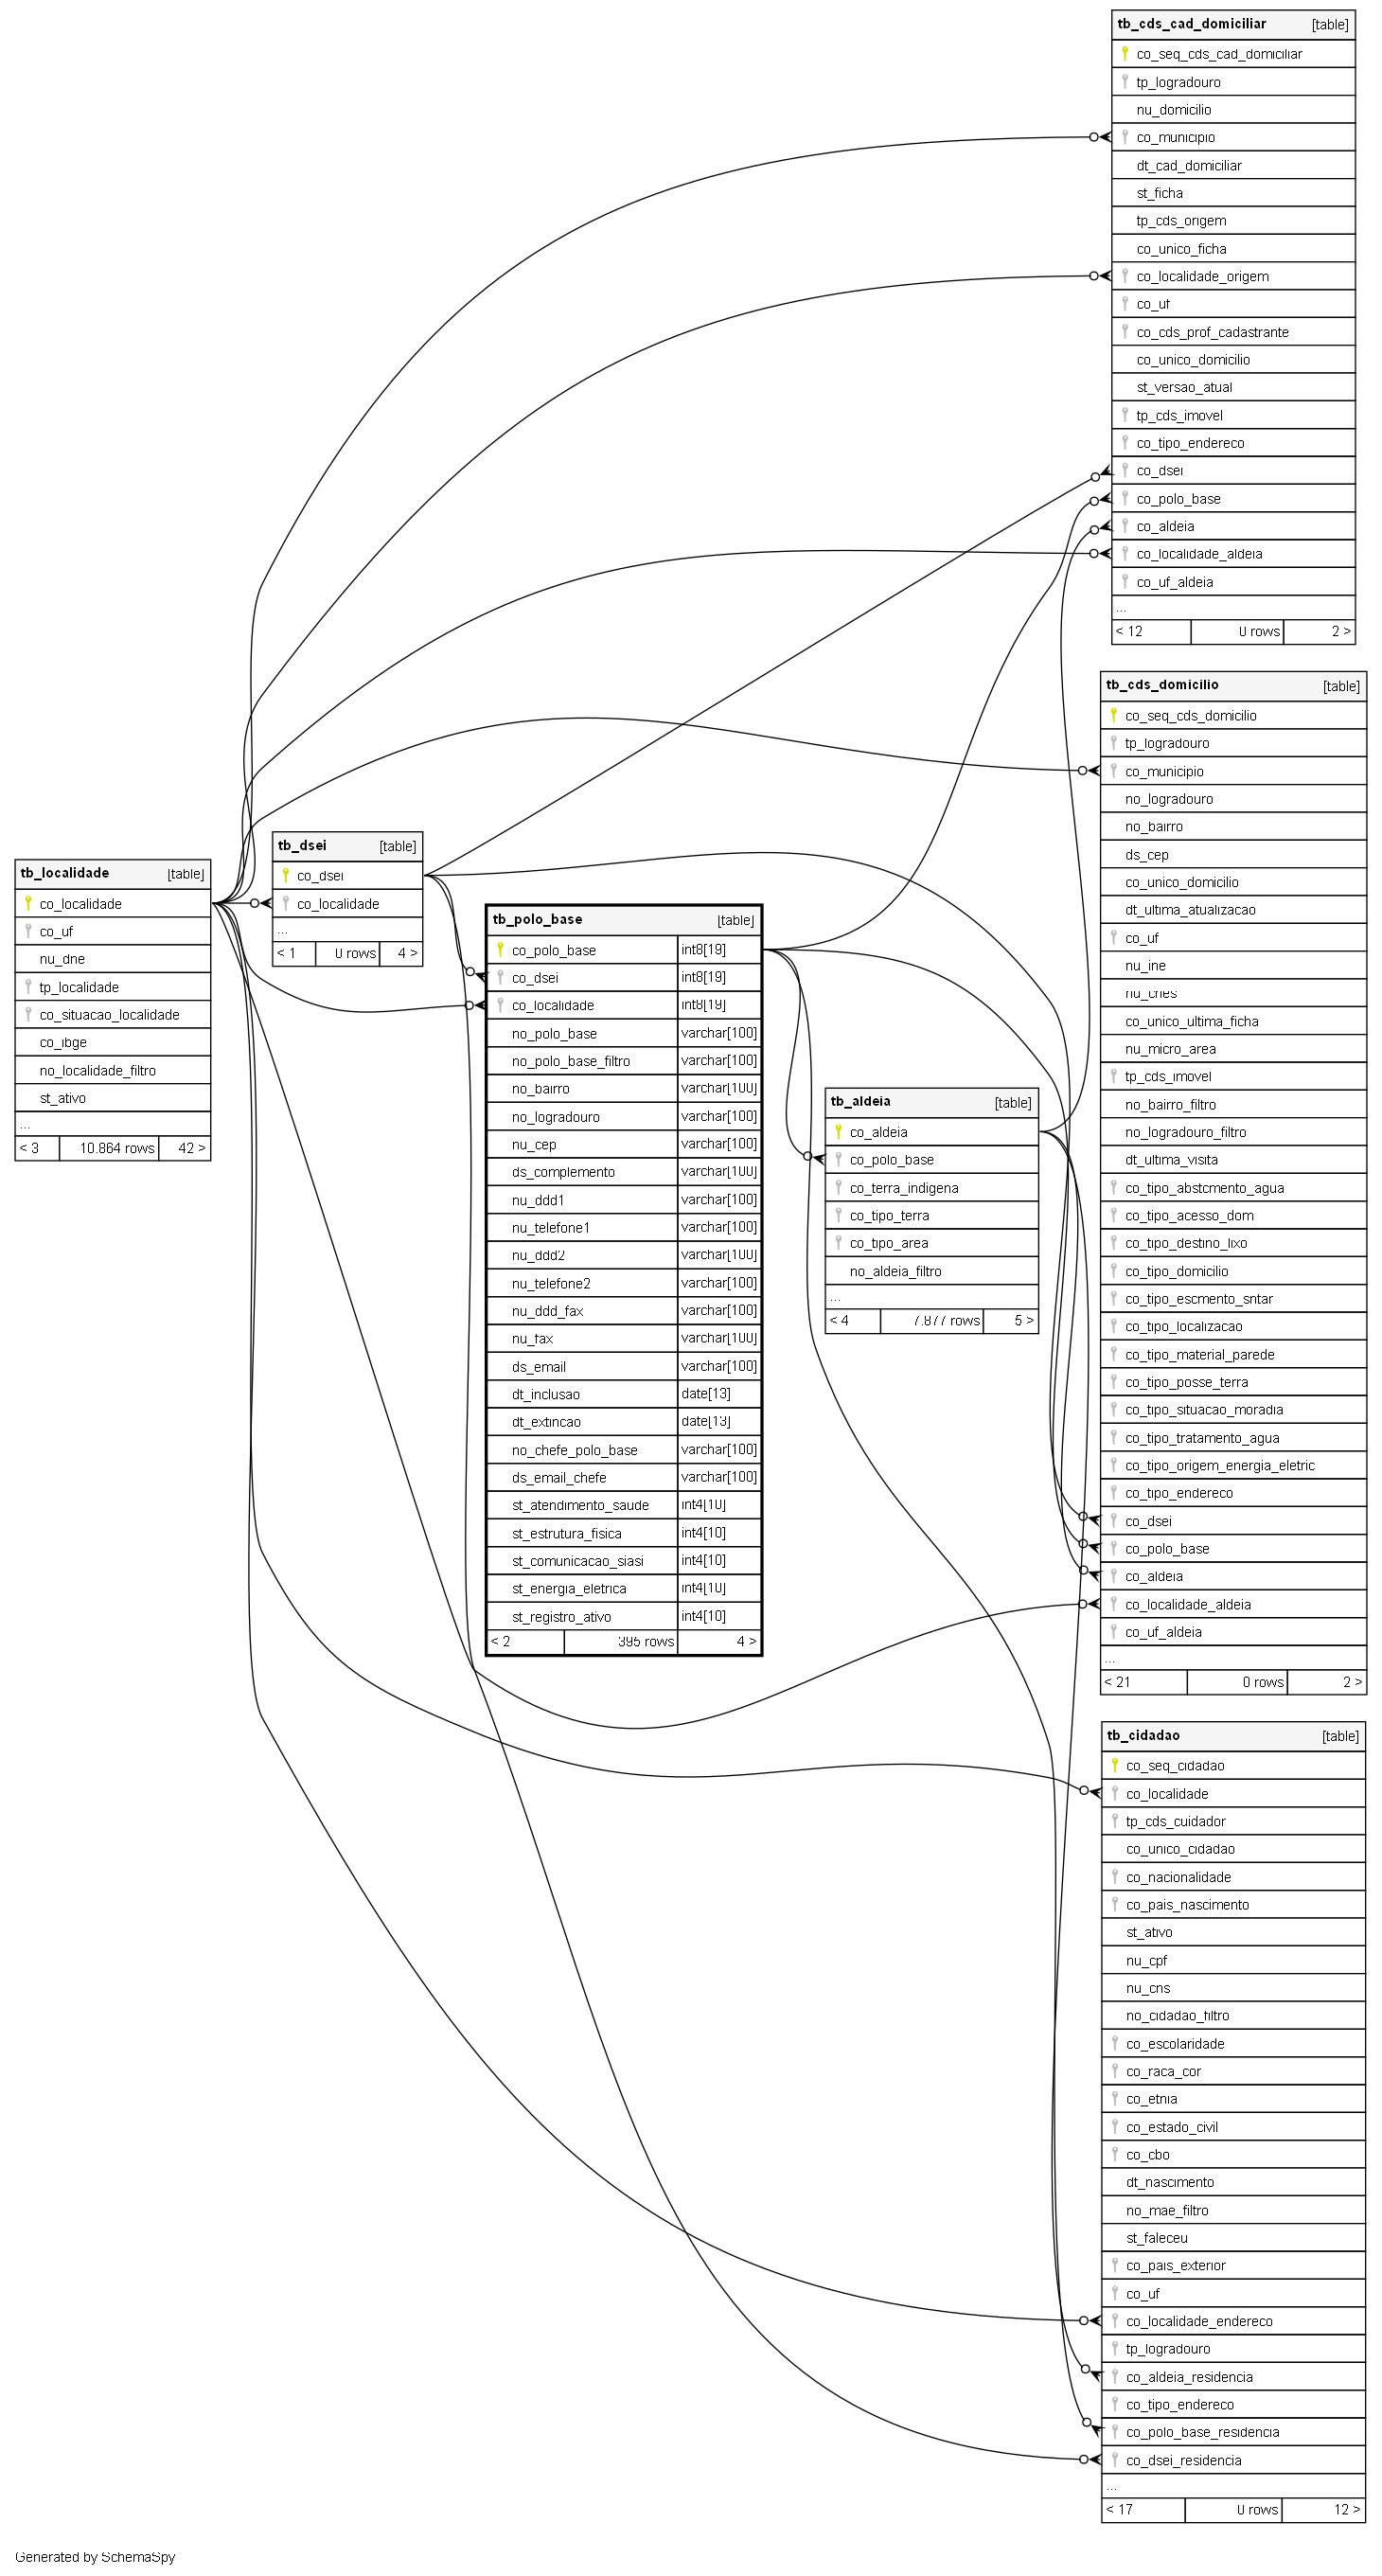 tb_cds_cad_domiciliar [table]
co_seq_cds_cad_domiciliar
tp_logradouro
nu_domicilio
co_municipio
dt_cad_domiciliar
st_ficha
tp_cds_origem
co_unico_ficha
co_localidade_origem
co_uf
co_cds_prof_cadastrante
co_unico_domicilio
st_versao_atual
tp_cds_imovel
co_tipo_endereco
co_dsei
co_polo_base
co_aldeia
co_localidade_aldeia
co_uf_aldeia
...
< 12 0 rows 2 >
tb_cds_domicilio [table]
co_seq_cds_domicilio
tp_logradouro
co_municipio
no_logradouro
no_bairro
ds_cep
co_unico_domicilio
dt_ultima_atualizacao
co_uf
nu_ine
nu_cnes
co_unico_ultima_ficha
nu_micro_area
tp_cds_imovel
no_bairro_filtro
no_logradouro_filtro
dt_ultima_visita
co_tipo_abstcmento_agua
co_tipo_acesso_dom
co_tipo_destino_lixo
co_tipo_domicilio
co_tipo_escmento_sntar
co_tipo_localizacao
co_tipo_material_parede
co_tipo_posse_terra
co_tipo_situacao_moradia
co_tipo_tratamento_agua
co_tipo_origem_energia_eletric
co_tipo_endereco
co_dsei
co_polo_base
co_aldeia
co_localidade_aldeia
co_uf_aldeia
...
< 21 0 rows 2 >
tb_localidade [table]
co_localidade
co_uf
nu_dne
tp_localidade
co_situacao_localidade
co_ibge
no_localidade_filtro
st_ativo
...
< 3 10.864 rows 42 >
tb_dsei [table]
co_dsei
co_localidade
...
< 1 0 rows 4 >
tb_polo_base [table]
co_polo_base int8[19]
co_dsei int8[19]
co_localidade int8[19]
no_polo_base varchar[100]
no_polo_base_filtro varchar[100]
no_bairro varchar[100]
no_logradouro varchar[100]
nu_cep varchar[100]
ds_complemento varchar[100]
nu_ddd1 varchar[100]
nu_telefone1 varchar[100]
nu_ddd2 varchar[100]
nu_telefone2 varchar[100]
nu_ddd_fax varchar[100]
nu_fax varchar[100]
ds_email varchar[100]
dt_inclusao date[13]
dt_extincao date[13]
no_chefe_polo_base varchar[100]
ds_email_chefe varchar[100]
st_atendimento_saude int4[10]
st_estrutura_fisica int4[10]
st_comunicacao_siasi int4[10]
st_energia_eletrica int4[10]
st_registro_ativo int4[10]
< 2 395 rows 4 >
tb_aldeia [table]
co_aldeia
co_polo_base
co_terra_indigena
co_tipo_terra
co_tipo_area
no_aldeia_filtro
...
< 4 7.877 rows 5 >
tb_cidadao [table]
co_seq_cidadao
co_localidade
tp_cds_cuidador
co_unico_cidadao
co_nacionalidade
co_pais_nascimento
st_ativo
nu_cpf
nu_cns
no_cidadao_filtro
co_escolaridade
co_raca_cor
co_etnia
co_estado_civil
co_cbo
dt_nascimento
no_mae_filtro
st_faleceu
co_pais_exterior
co_uf
co_localidade_endereco
tp_logradouro
co_aldeia_residencia
co_tipo_endereco
co_polo_base_residencia
co_dsei_residencia
...
< 17 0 rows 12 >
Generated by SchemaSpy